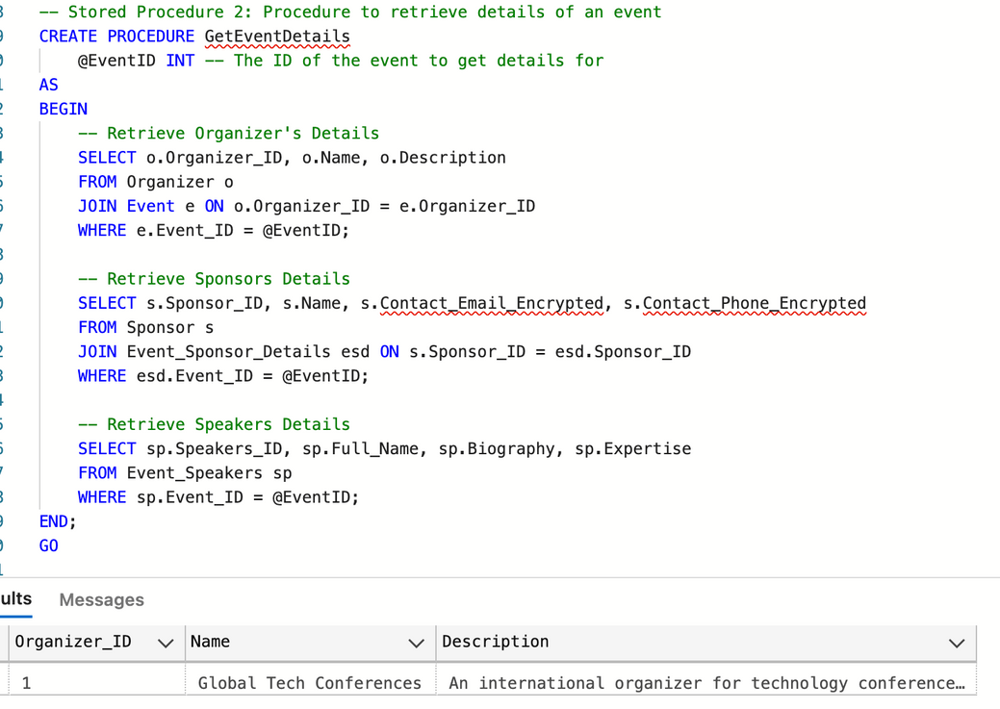 -- Stored Procedure 2: Procedure to retrieve details of an event
CREATE PROCEDURE GetEventDetails
    @EventID INT -- The ID of the event to get details for
AS
BEGIN
    -- Retrieve Organizer's Details
    SELECT o.Organizer_ID, o.Name, o.Description
    FROM Organizer o
    JOIN Event e ON o.Organizer_ID = e.Organizer_ID
    WHERE e.Event_ID = @EventID;
    -- Retrieve Sponsors Details
    SELECT s.Sponsor_ID, s.Name, s.Contact_Email_Encrypted, s.Contact_Phone_Encrypted
    FROM Sponsor s
    JOIN Event_Sponsor_Details esd ON s.Sponsor_ID = esd.Sponsor_ID
    WHERE esd.Event_ID = @EventID;
    -- Retrieve Speakers Details
    SELECT sp.Speakers_ID, sp.Full_Name, sp.Biography, sp.Expertise
    FROM Event_Speakers sp
    WHERE sp.Event_ID = @EventID;
END;
GO
ults Messages
Organizer_ID Name Description
1 Global Tech Conferences An international organizer for technology conference…